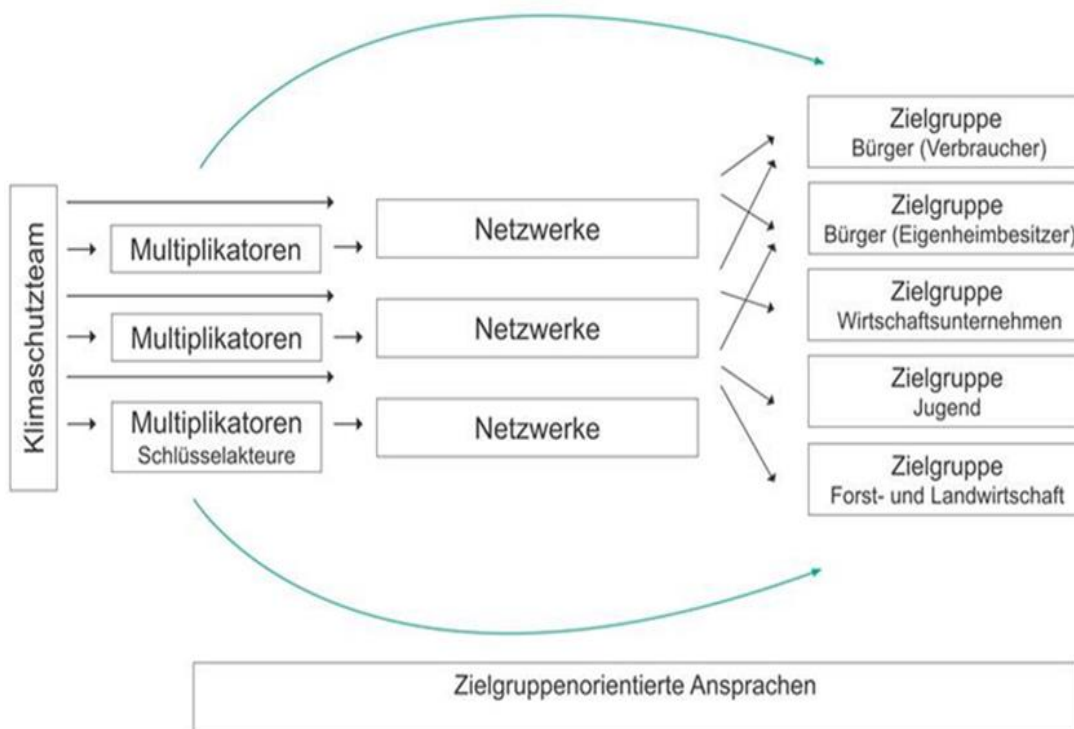 Klimaschutzteam
Multiplikatoren
Multiplikatoren
Multiplikatoren
Schlüsselakteure
Netzwerke
Netzwerke
Netzwerke
Zielgruppe
Bürger (Verbraucher)
Zielgruppe
Bürger (Eigenheimbesitzer)
Zielgruppe
Wirtschaftsunternehmen
Zielgruppe
Jugend
Zielgruppe
Forst- und Landwirtschaft
Zielgruppenorientierte Ansprachen